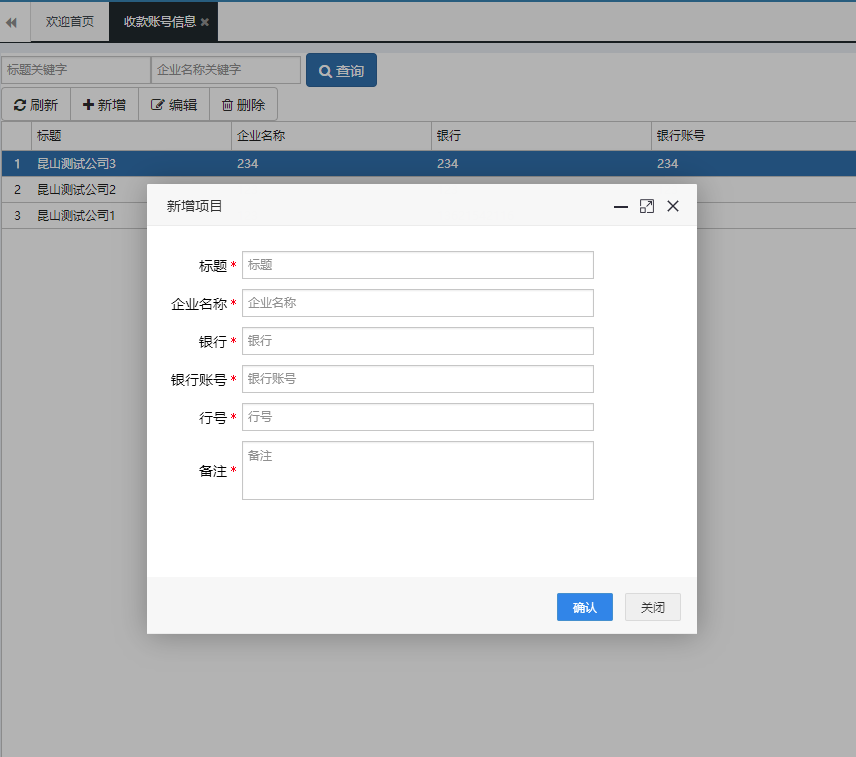 欢迎首页 收款账号信息
标题关键字 企业名称关键字 查询
刷新 新增 编辑 删除
标题 企业名称 银行 银行账号
1 昆山测试公司3 234 234 234
2 昆山测试公司2
3 昆山测试公司1
新增项目
标题* 标题
企业名称* 企业名称
银行* 银行
银行账号* 银行账号
行号* 行号
备注* 备注
确认 关闭